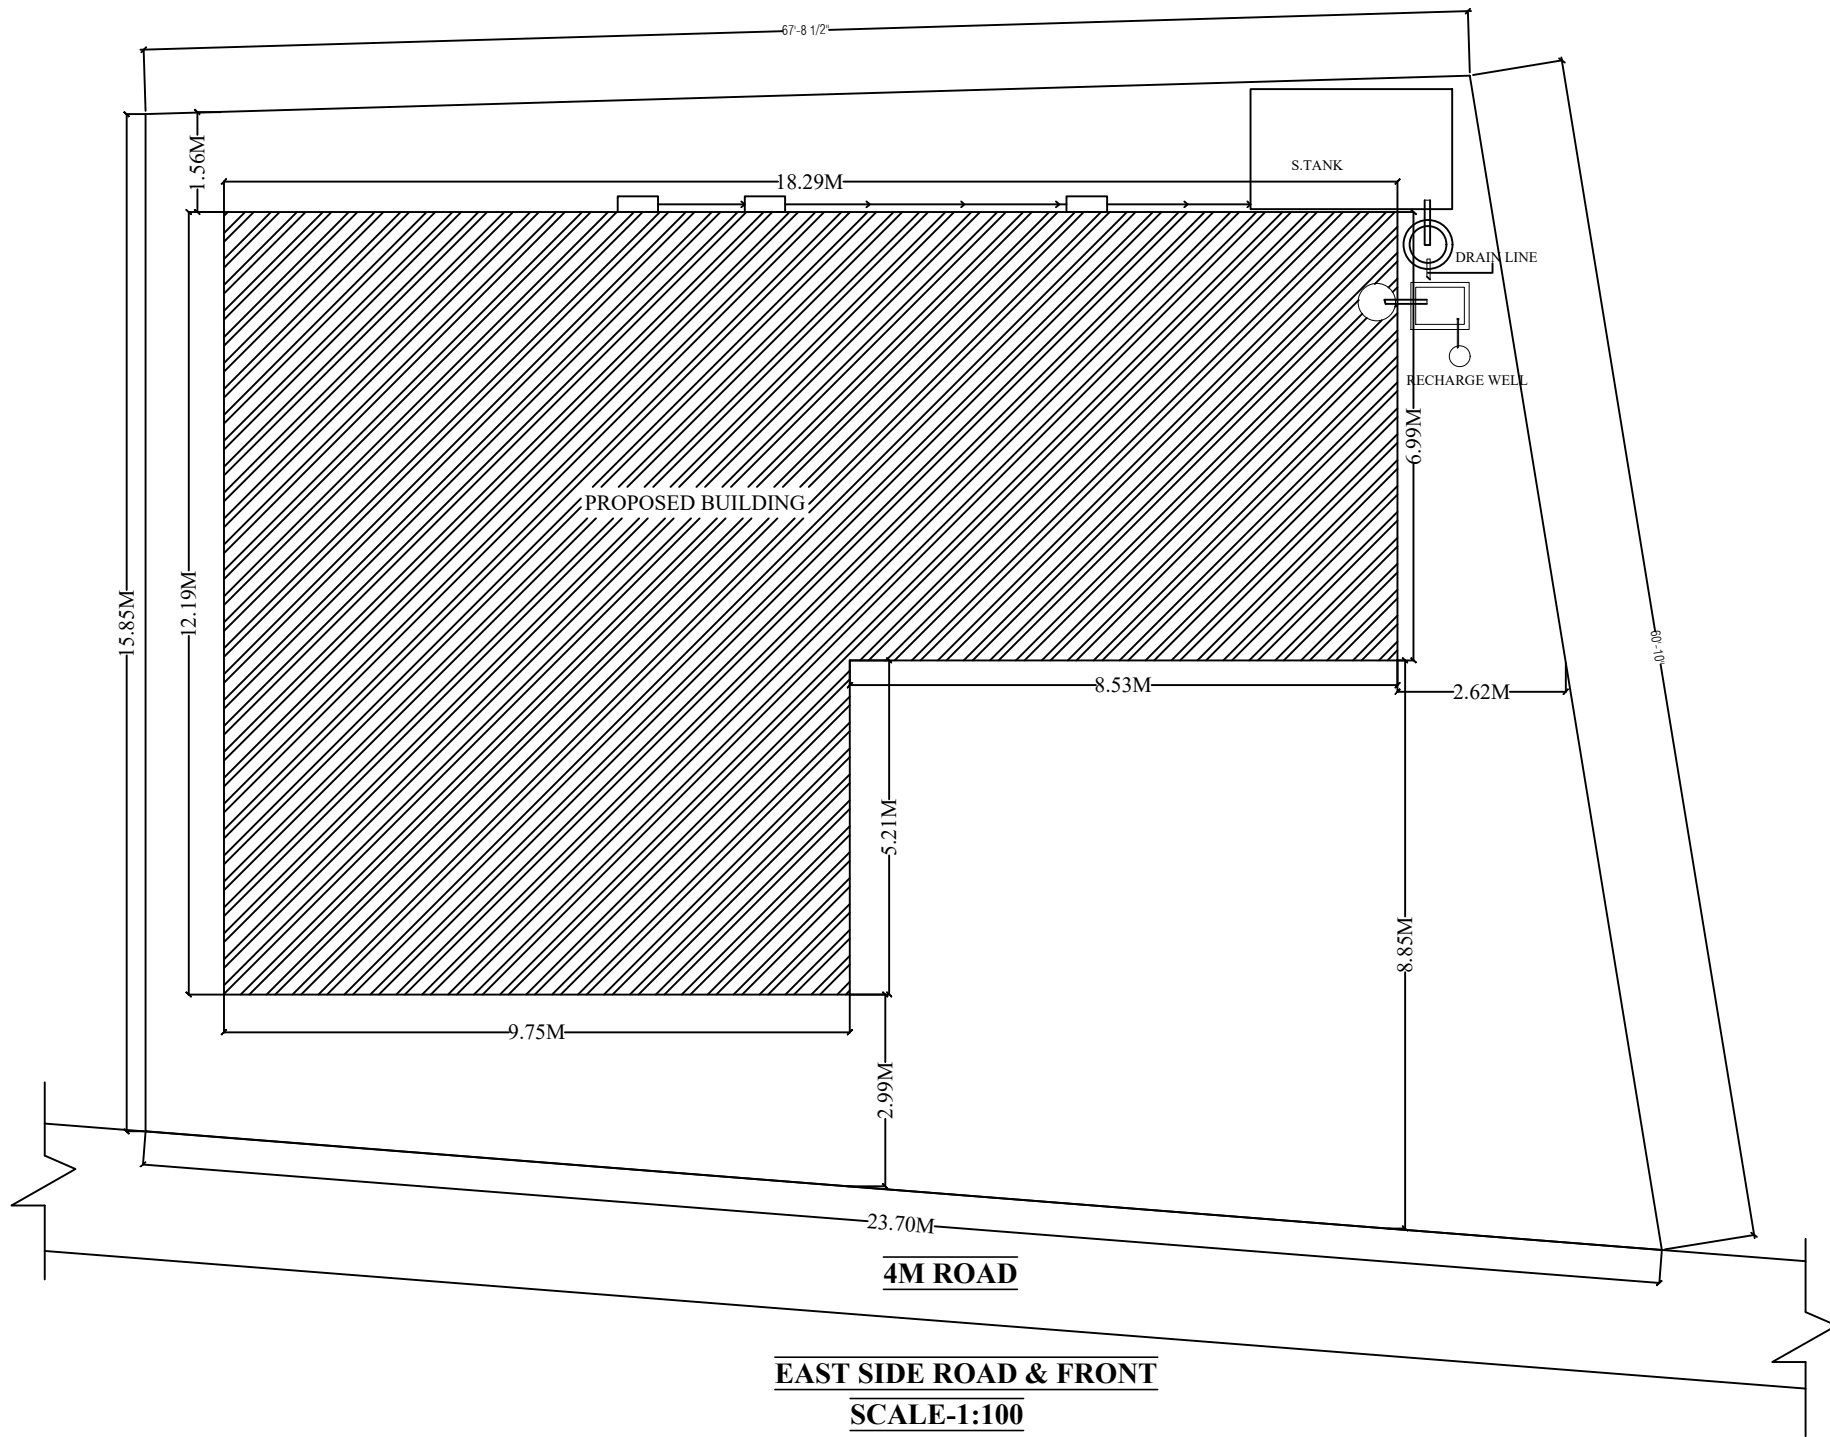 67'-8 1/2"
1.56M
18.29M
S.TANK
DRAIN LINE
RECHARGE WELL
6.99M
PROPOSED BUILDING
15.85M
12.19M
60'-10"
8.53M
2.62M
5.21M
8.85M
9.75M
2.99M
23.70M
4M ROAD
EAST SIDE ROAD & FRONT
SCALE-1:100